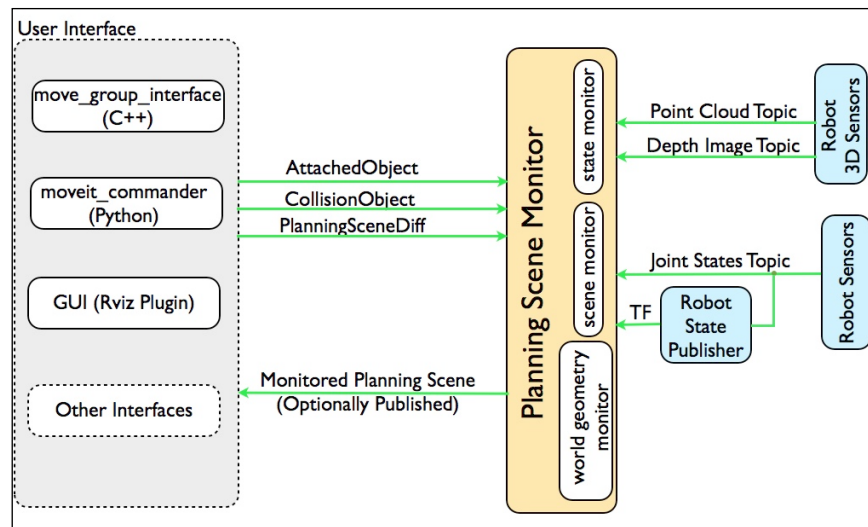 User Interface
move_group_interface
(C++)
moveit_commander
(Python)
GUI (Rviz Plugin)
Other Interfaces
AttachedObject
CollisionObject
PlanningSceneDiff
Monitored Planning Scene
(Optionally Published)
Planning Scene Monitor
state monitor
scene monitor
world geometry
monitor
Point Cloud Topic
Depth Image Topic
Joint States Topic
TF
Robot
State
Publisher
Robot
3D Sensors
Robot Sensors